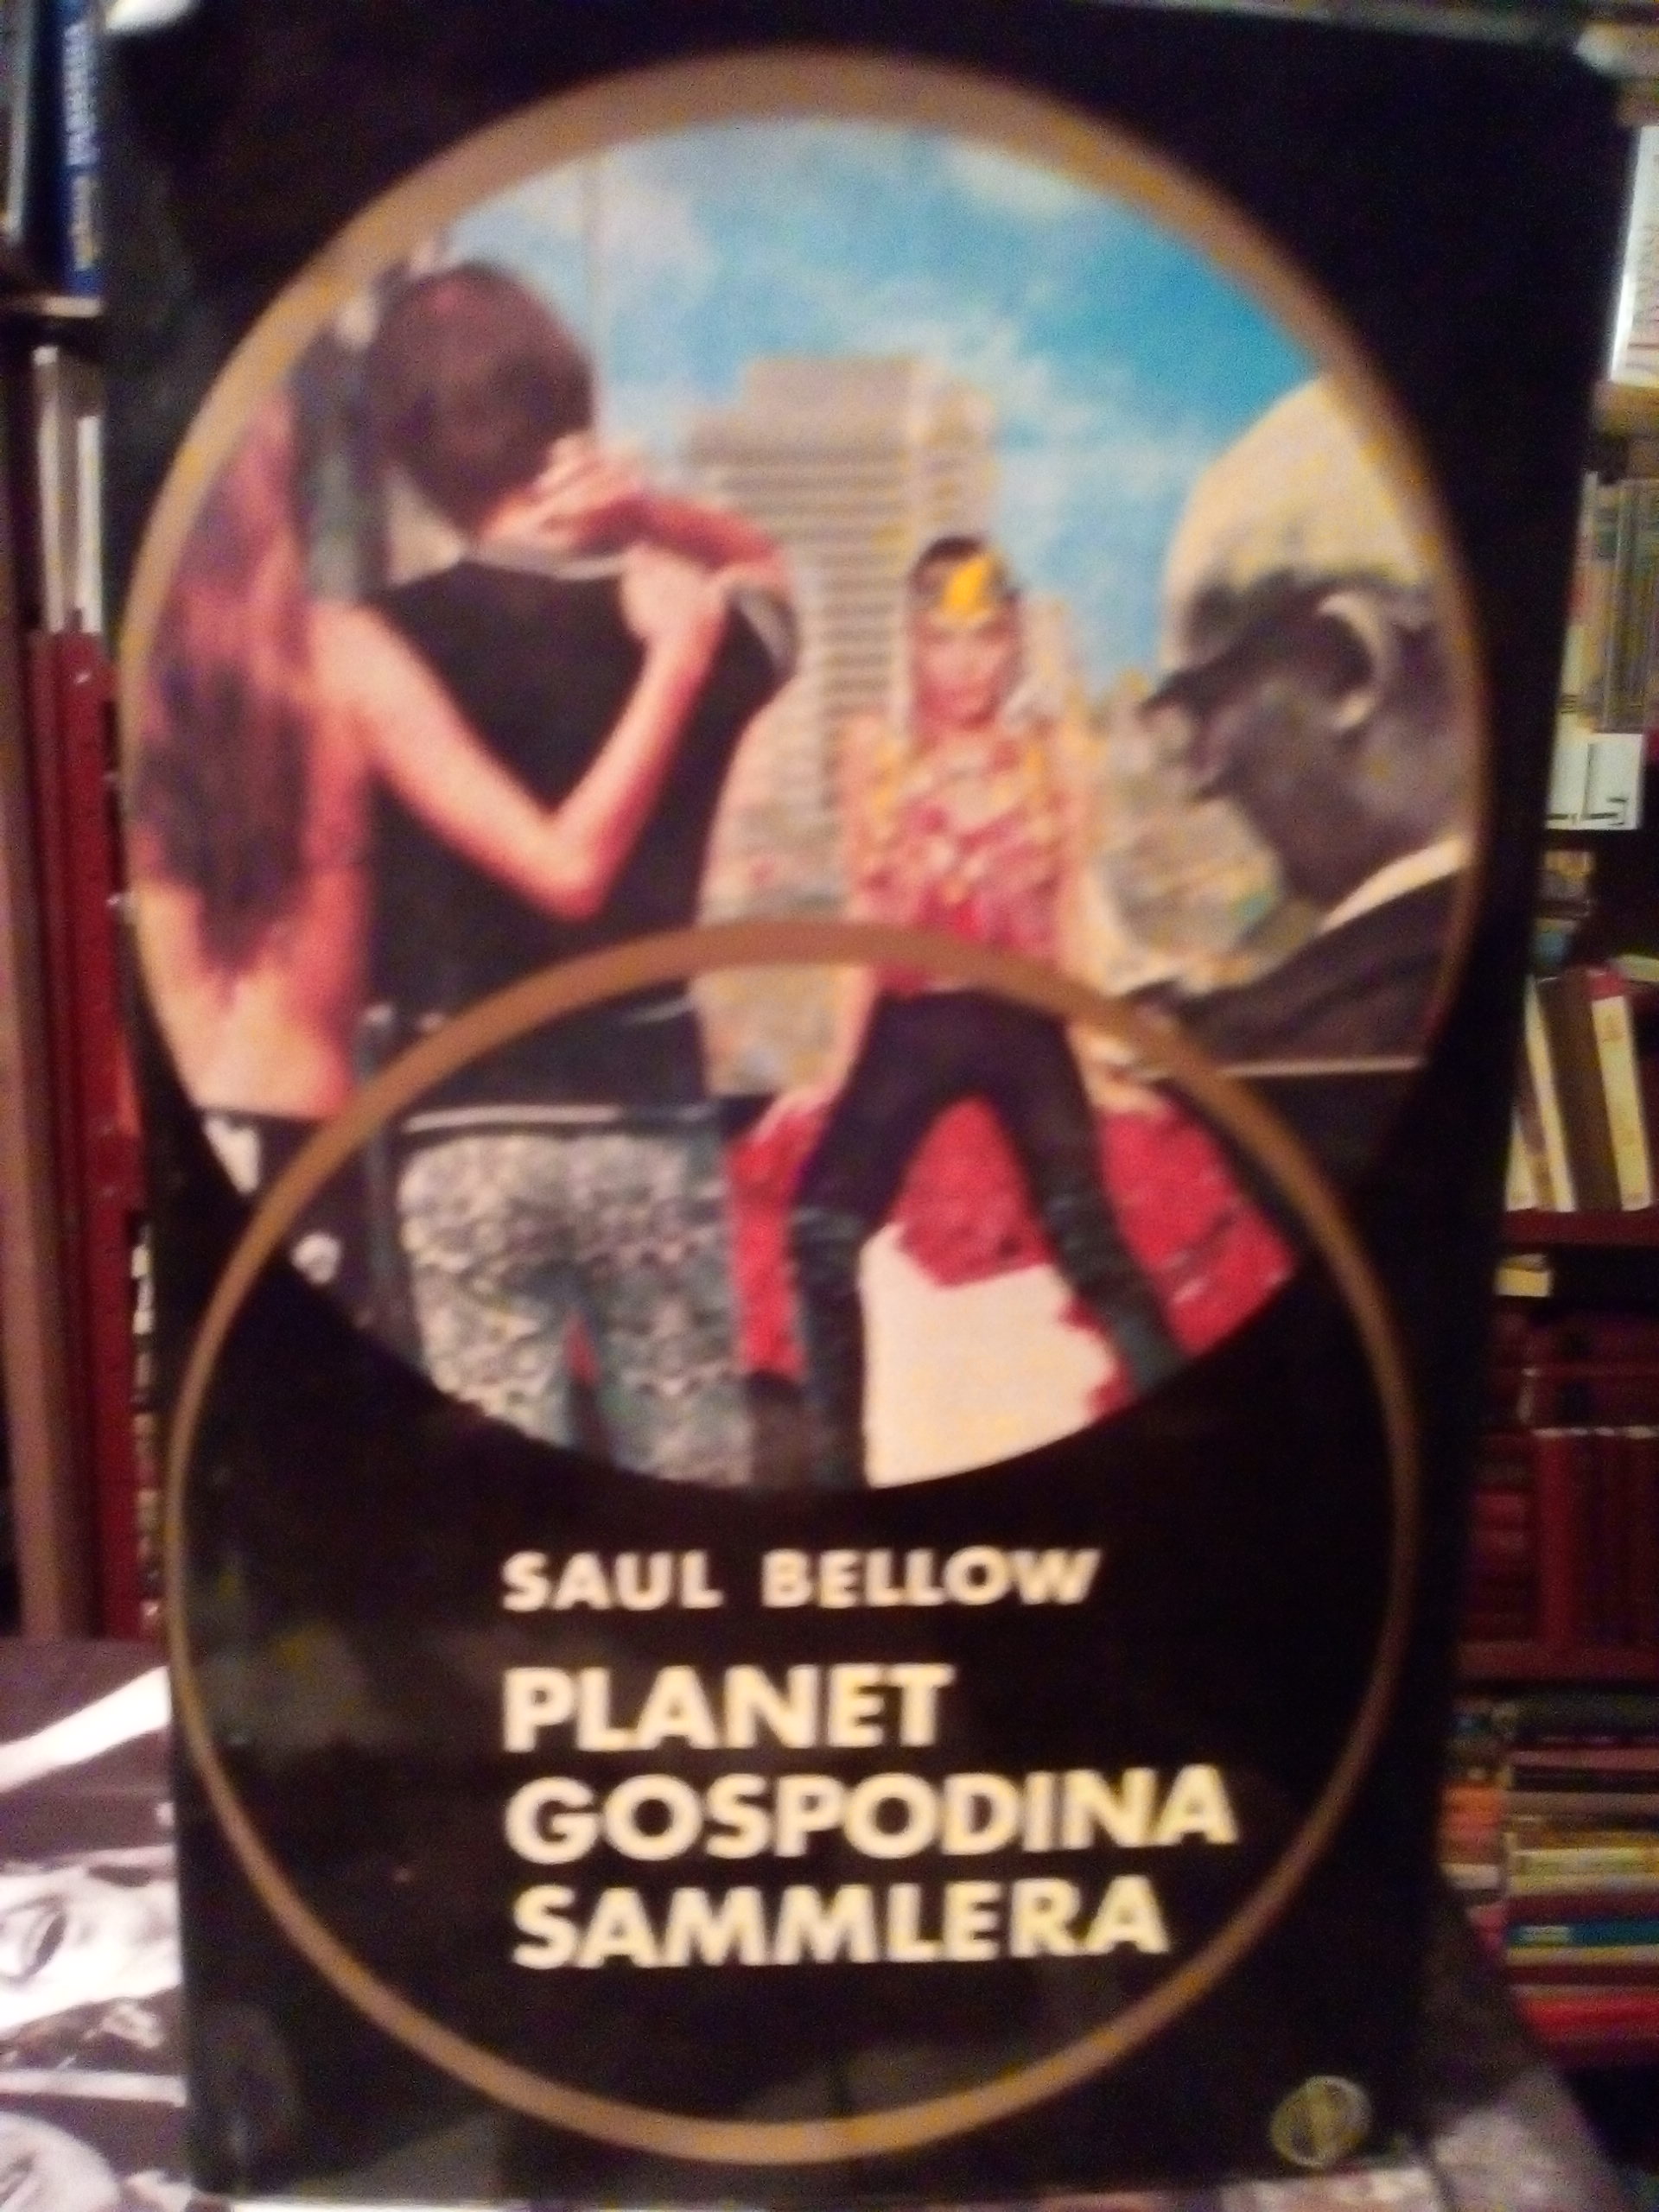 SAUL BELLOW
PLANET
GOSPODINA
SAMMLERA